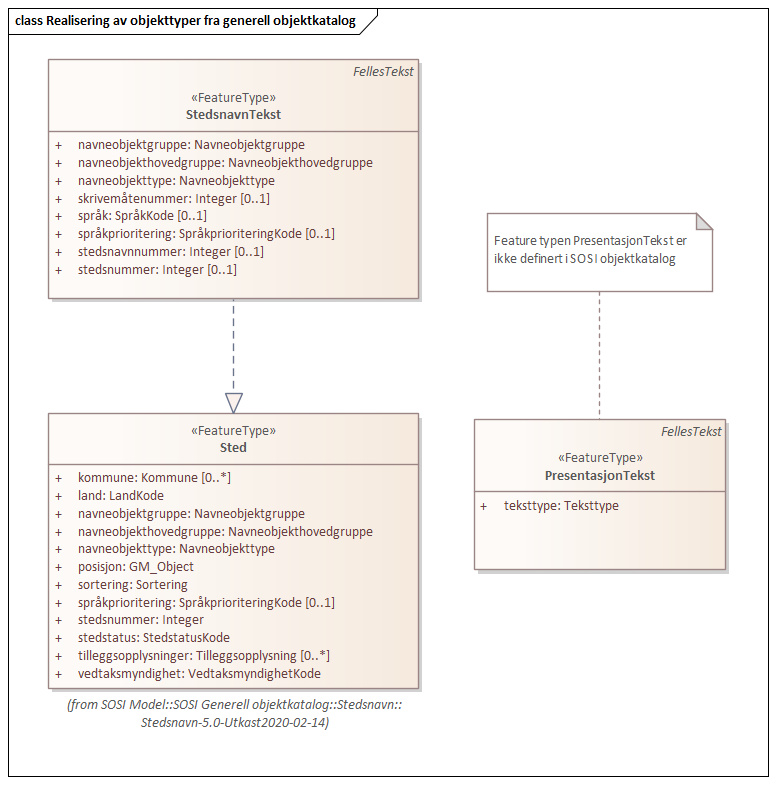 class Realisering av objekttyper fra generell objektkatalog
FellesTekst
«FeatureType»
StedsnavnTekst
+ navneobjektgruppe: Navneobjektgruppe
+ navneobjekthovedgruppe: Navneobjekthovedgruppe
+ navneobjekttype: Navneobjekttype
+ skrivemåtenummer: Integer [0..1]
+ språk: SpråkKode [0..1]
+ språkprioritering: SpråkprioriteringKode [0..1]
+ stedsnavnnummer: Integer [0..1]
+ stedsnummer: Integer [0..1]
Feature typen PresentasjonTekst er
ikke definert i SOSI objektkatalog
«FeatureType»
Sted
+ kommune: Kommune [0..*]
+ land: LandKode
+ navneobjektgruppe: Navneobjektgruppe
+ navneobjekthovedgruppe: Navneobjekthovedgruppe
+ navneobjekttype: Navneobjekttype
+ posisjon: GM_Object
+ sortering: Sortering
+ språkprioritering: SpråkprioriteringKode [0..1]
+ stedsnummer: Integer
+ stedstatus: StedstatusKode
+ tilleggsopplysninger: Tilleggsopplysning [0..*]
+ vedtaksmyndighet: VedtaksmyndighetKode
(from SOSI Model::SOSI Generell objektkatalog::Stedsnavn::
Stedsnavn-5.0-Utkast2020-02-14)
FellesTekst
«FeatureType»
PresentasjonTekst
+ teksttype: Teksttype